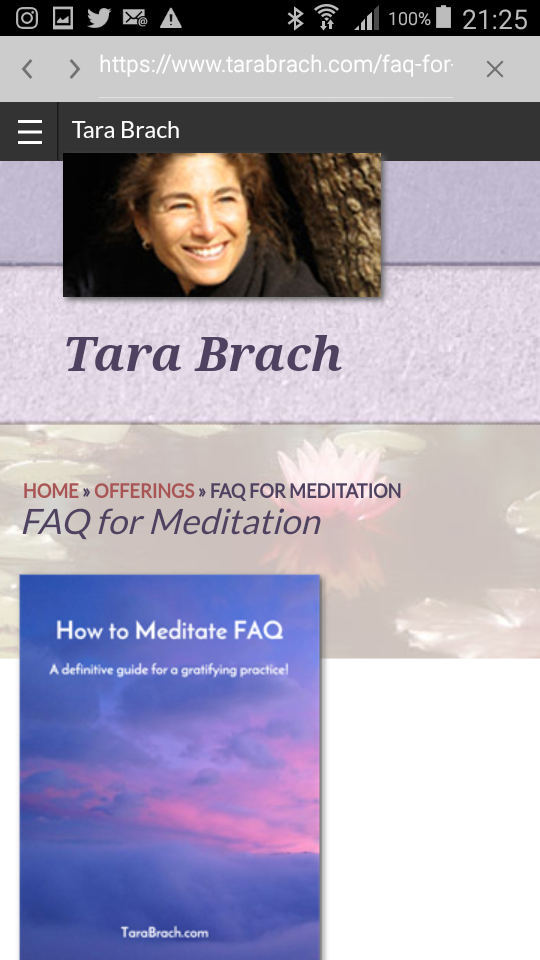 100% 21:25
https://www.tarabrach.com/faq-for-
Tara Brach
Tara Brach
HOME » OFFERINGS » FAQ FOR MEDITATION
FAQ for Meditation
How to Meditate FAQ
A definitive guide for a gratifying practice!
TaraBrach.com